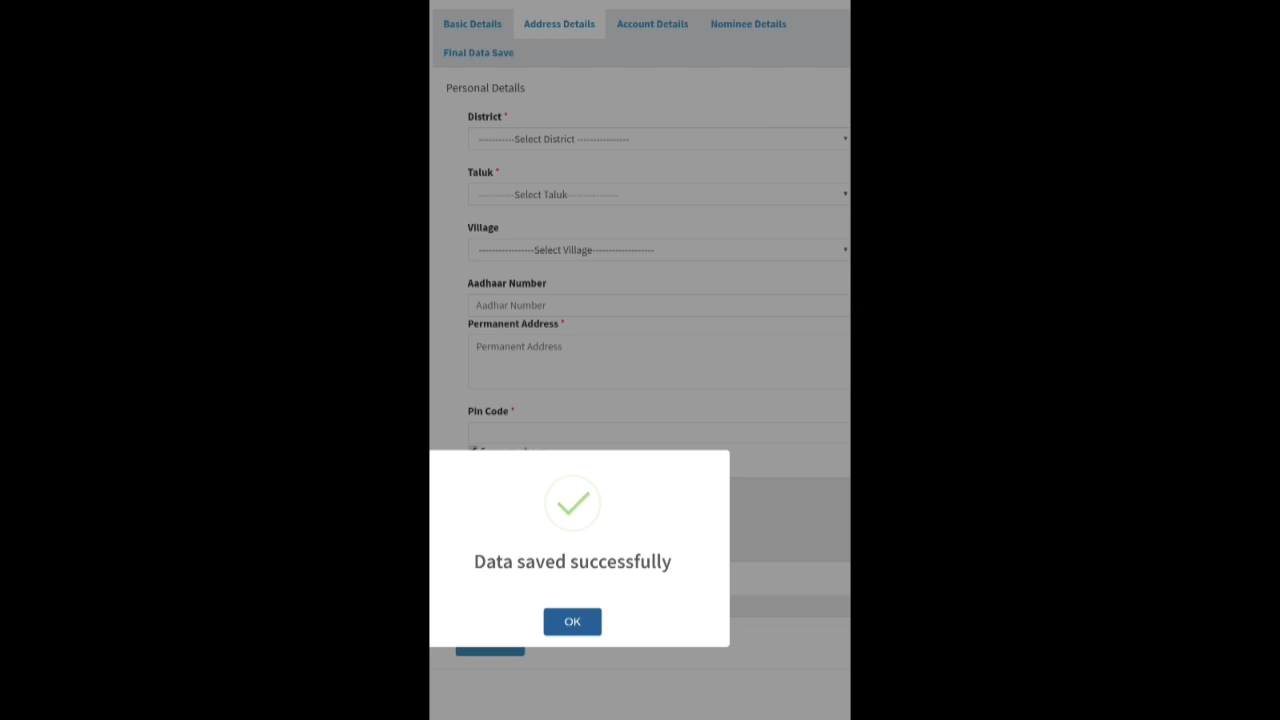 Basic Details Address Details Account Details Nominee Details
Final Data Save
Personal Details
District *
-----------Select District ----------------
Taluk *
-----------Select Taluk----------------
Village
-----------------Select Village-------------------
Aadhaar Number
Aadhar Number
Permanent Address *
Permanent Address
Pin Code *
Data saved successfully
OK